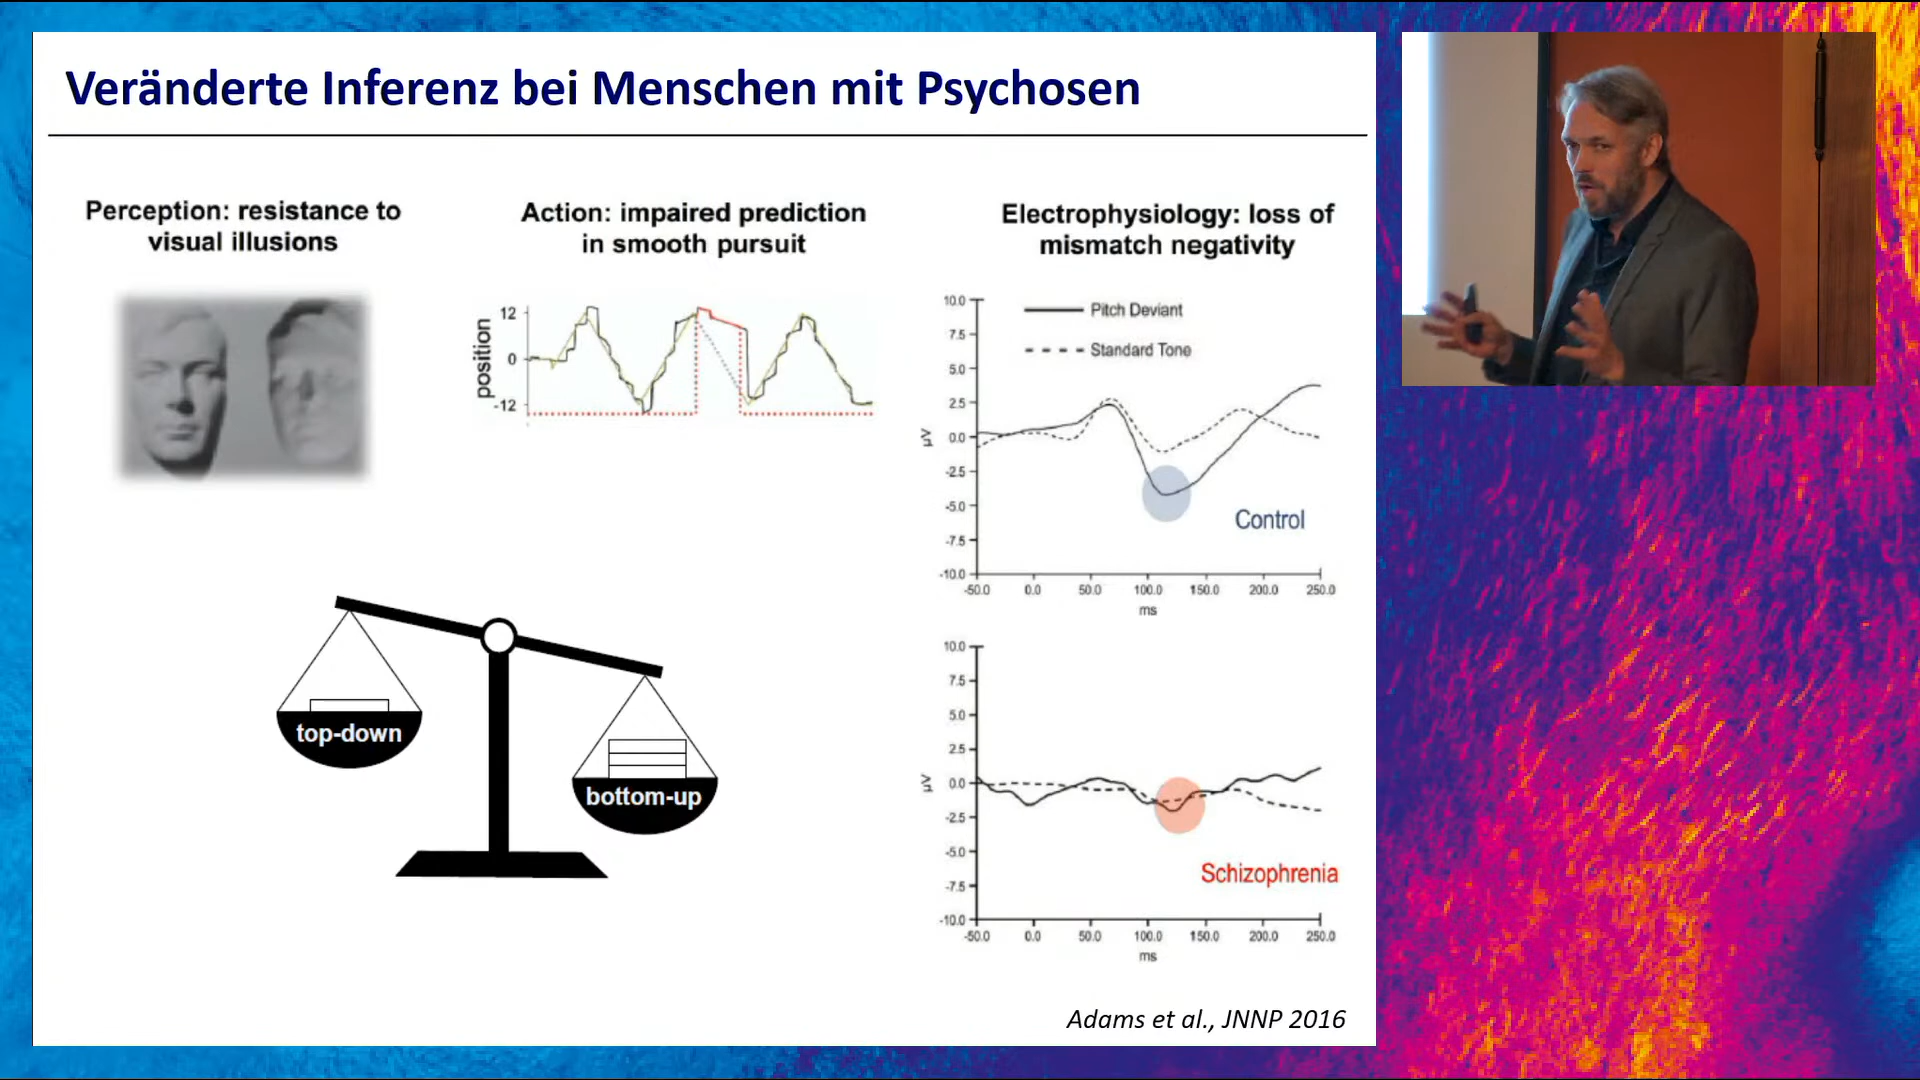 Veränderte Inferenz bei Menschen mit Psychosen
Perception: resistance to
visual illusions
Action: impaired prediction
in smooth pursuit
position
12
0
-12
Electrophysiology: loss of
mismatch negativity
Pitch Deviant
Standard Tone
10.0
7.5
5.0
2.5
0.0
-2.5
-5.0
-7.5
-10.0
µV
Control
-50.0 0.0 50.0 100.0 150.0 200.0 250.0
ms
top-down
bottom-up
10.0
7.5
5.0
2.5
0.0
-2.5
-5.0
-7.5
-10.0
µV
Schizophrenia
-50.0 0.0 50.0 100.0 150.0 200.0 250.0
ms
Adams et al., JNNP 2016